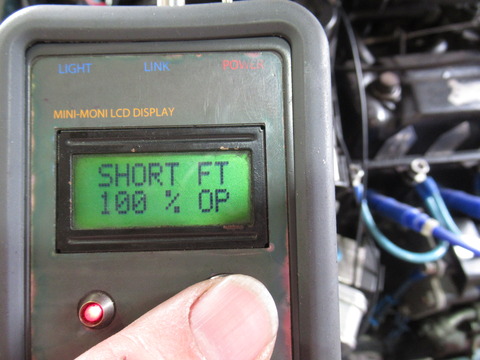 LIGHT LINK POWER
MINI-MONI LCD DISPLAY
SHORT FT
100 % OP